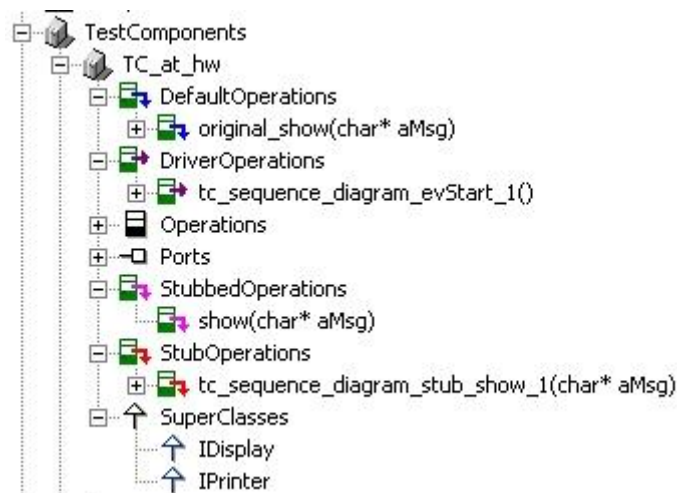 TestComponents
TC_at_hw
DefaultOperations
original_show(char* aMsg)
DriverOperations
tc_sequence_diagram_evStart_1()
Operations
Ports
StubbedOperations
show(char* aMsg)
StubOperations
tc_sequence_diagram_stub_show_1(char* aMsg)
SuperClasses
IDisplay
IPrinter